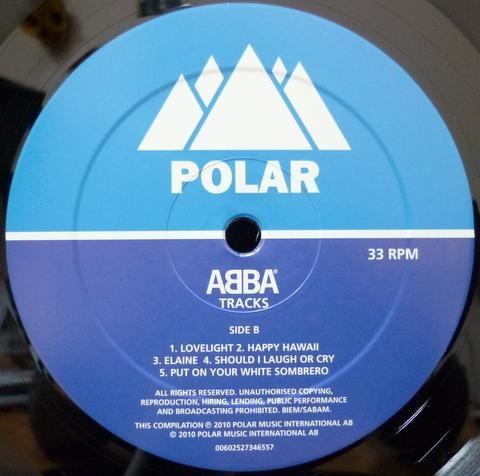 POLAR
33 RPM
ABBA®
TRACKS
SIDE B
1. LOVELIGHT 2. HAPPY HAWAII
3. ELAINE 4. SHOULD I LAUGH OR CRY
5. PUT ON YOUR WHITE SOMBRERO
ALL RIGHTS RESERVED. UNAUTHORISED COPYING,
REPRODUCTION, HIRING, LENDING, PUBLIC PERFORMANCE
AND BROADCASTING PROHIBITED. BIEM/SABAM.
THIS COMPILATION ℗ 2010 POLAR MUSIC INTERNATIONAL AB
© 2010 POLAR MUSIC INTERNATIONAL AB
00602527346557